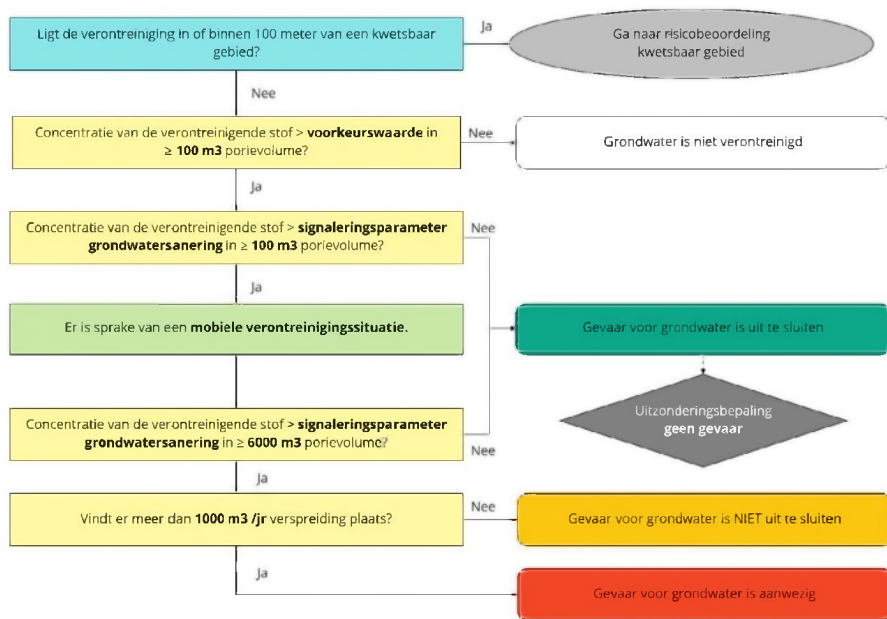 Ligt de verontreiniging in of binnen 100 meter van een kwetsbaar
gebied?
Ja
Ga naar risicobeoordeling
kwetsbaar gebied
Nee
Concentratie van de verontreinigende stof > voorkeurswaarde in
≥ 100 m3 porievolume?
Nee
Grondwater is niet verontreinigd
Ja
Concentratie van de verontreinigende stof > signaleringsparameter
grondwatersanering in ≥ 100 m3 porievolume?
Nee
Ja
Er is sprake van een mobiele verontreinigingssituatie.
Gevaar voor grondwater is uit te sluiten
Uitzonderingsbepaling
geen gevaar
Concentratie van de verontreinigende stof > signaleringsparameter
grondwatersanering in ≥ 6000 m3 porievolume?
Nee
Ja
Vindt er meer dan 1000 m3 /jr verspreiding plaats?
Nee
Gevaar voor grondwater is NIET uit te sluiten
Ja
Gevaar voor grondwater is aanwezig